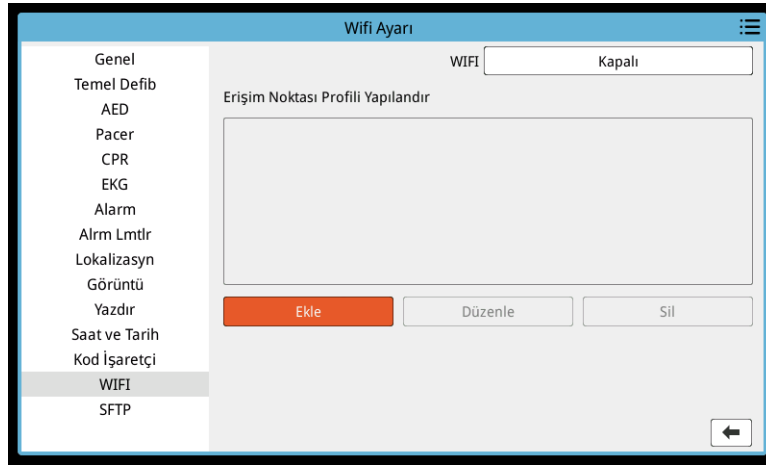 Wifi Ayarı
Genel
Temel Defib
AED
Pacer
CPR
EKG
Alarm
Alrm Lmtlr
Lokalizasyn
Görüntü
Yazdır
Saat ve Tarih
Kod İşaretçi
WIFI
SFTP
WIFI Kapalı
Erişim Noktası Profili Yapılandır
Ekle Düzenle Sil